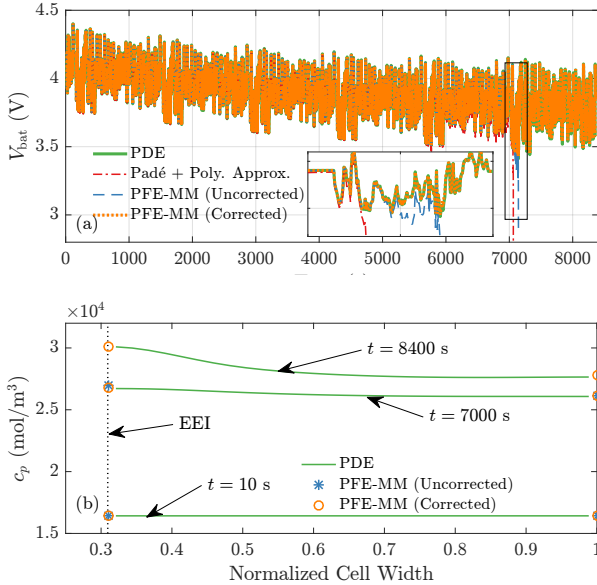 4.5
4
3.5
3
V_bat (V)
PDE
Padé + Poly. Approx.
PFE-MM (Uncorrected)
PFE-MM (Corrected)
(a)
0 1000 2000 3000 4000 5000 6000 7000 8000
×10^4
3.5
3
2.5
2
1.5
c_p (mol/m^3)
t = 8400 s
t = 7000 s
EEI
t = 10 s
PDE
PFE-MM (Uncorrected)
PFE-MM (Corrected)
(b)
0.3 0.4 0.5 0.6 0.7 0.8 0.9 1
Normalized Cell Width